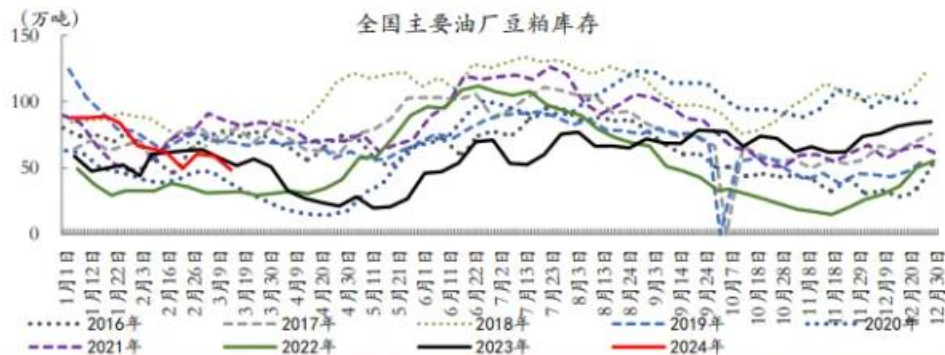 (万吨)
全国主要油厂豆粕库存
150
100
50
0
1月1日
1月12日
1月22日
2月3日
2月16日
2月26日
3月9日
3月19日
3月30日
4月9日
4月20日
4月30日
5月11日
5月21日
6月1日
6月11日
6月22日
7月2日
7月13日
7月23日
8月3日
8月13日
8月24日
9月3日
9月14日
9月24日
10月7日
10月18日
10月28日
11月8日
11月18日
11月29日
12月9日
12月20日
12月30日
2016年 2017年 2018年 2019年 2020年
2021年 2022年 2023年 2024年